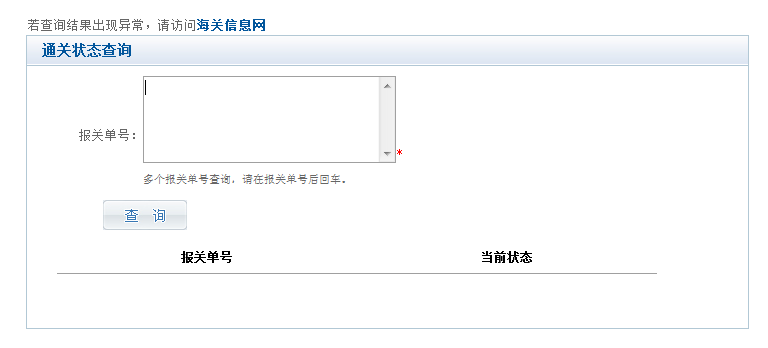 若查询结果出现异常，请访问海关信息网
通关状态查询
报关单号：
*
多个报关单号查询，请在报关单号后回车。
查 询
报关单号 当前状态